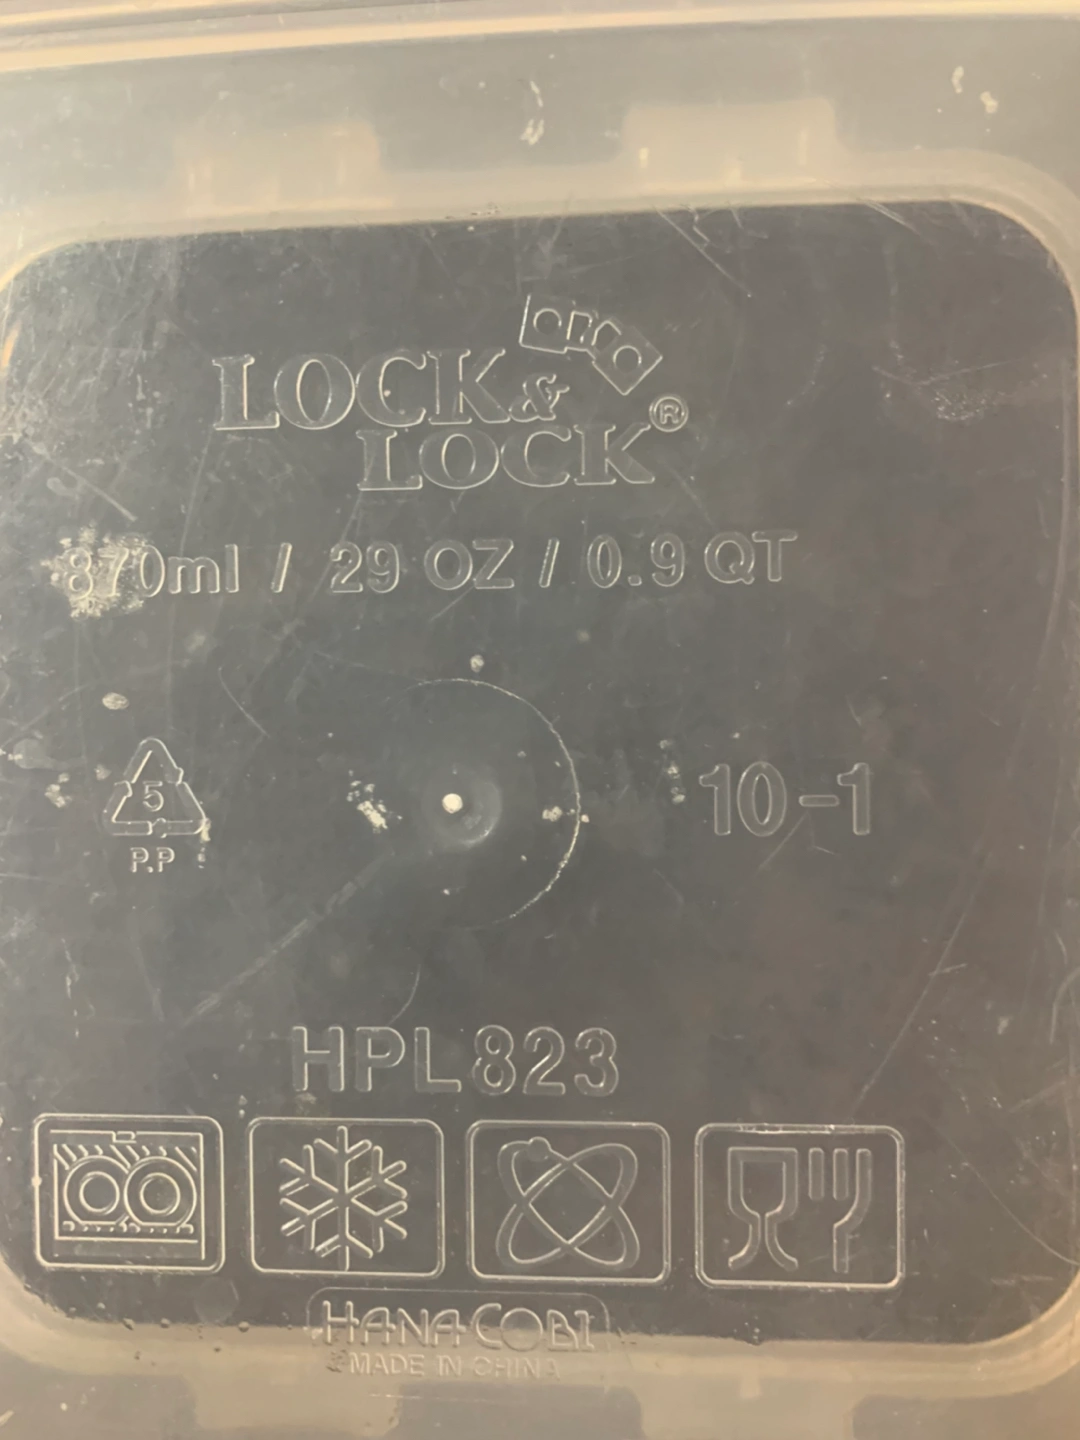 LOCK&
LOCK®
870ml / 29 OZ / 0.9 QT
5
P.P
10-1
HPL823
HANACOBI
MADE IN CHINA